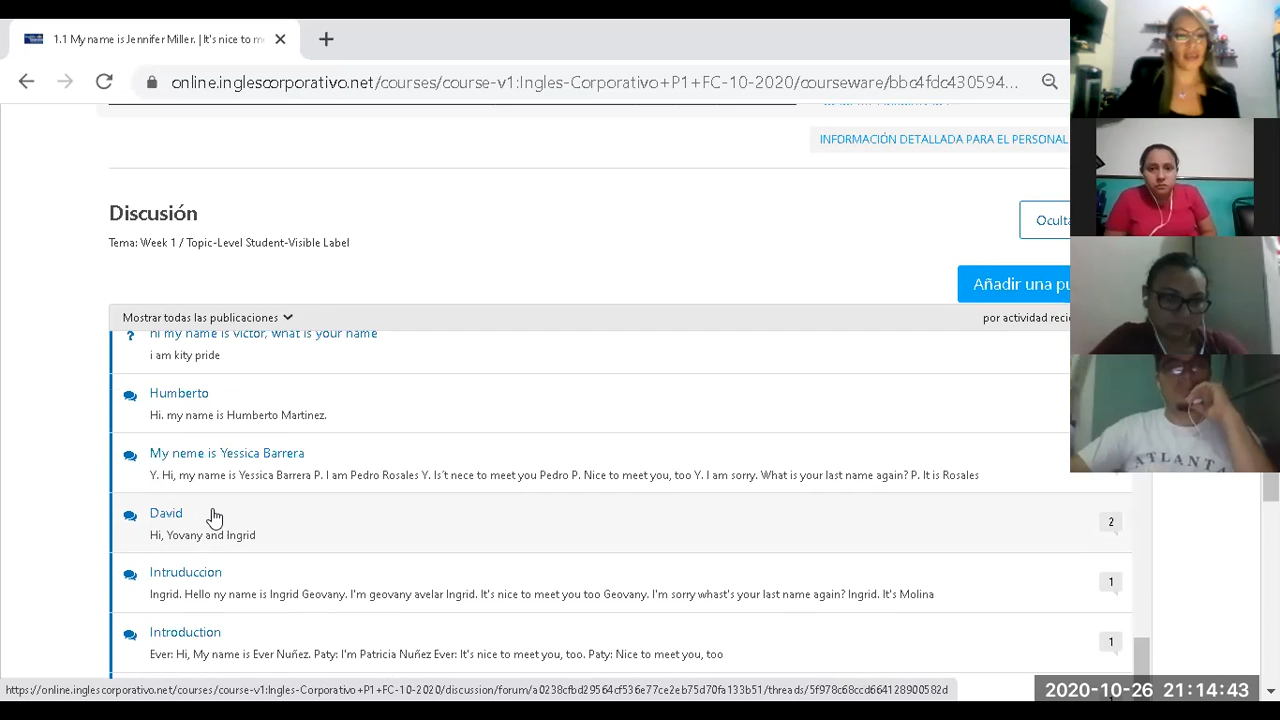 1.1 My name is Jennifer Miller. | It's nice to m
online.inglescorporativo.net/courses/course-v1:Ingles-Corporativo+P1+FC-10-2020/courseware/bbc4fdc430594...
INFORMACIÓN DETALLADA PARA EL PERSONAL
Discusión
Oculta
Tema: Week 1 / Topic-Level Student-Visible Label
Añadir una pu
Mostrar todas las publicaciones
por actividad recie
hi my name is victor, what is your name
i am kity pride
Humberto
Hi. my name is Humberto Martinez.
My name is Yessica Barrera
Y. Hi, my name is Yessica Barrera P. I am Pedro Rosales Y. Is´t nece to meet you Pedro P. Nice to meet you, too Y. I am sorry. What is your last name again? P. It is Rosales
David
2
Hi, Yovany and Ingrid
Intruduccion
1
Ingrid. Hello ny name is Ingrid Geovany. I'm geovany avelar Ingrid. It's nice to meet you too Geovany. I'm sorry whast's your last name again? Ingrid. It's Molina
Introduction
1
Ever: Hi, My name is Ever Nuñez. Paty: I'm Patricia Nuñez Ever: It's nice to meet you, too. Paty: Nice to meet you, too
https://online.inglescorporativo.net/courses/course-v1:Ingles-Corporativo+P1+FC-10-2020/discussion/forum/a0238cfbd29564cf536e77ce2eb75d70fa133b51/threads/5f978c68ccd664128900582d
2020-10-26 21:14:43
ATLANTA